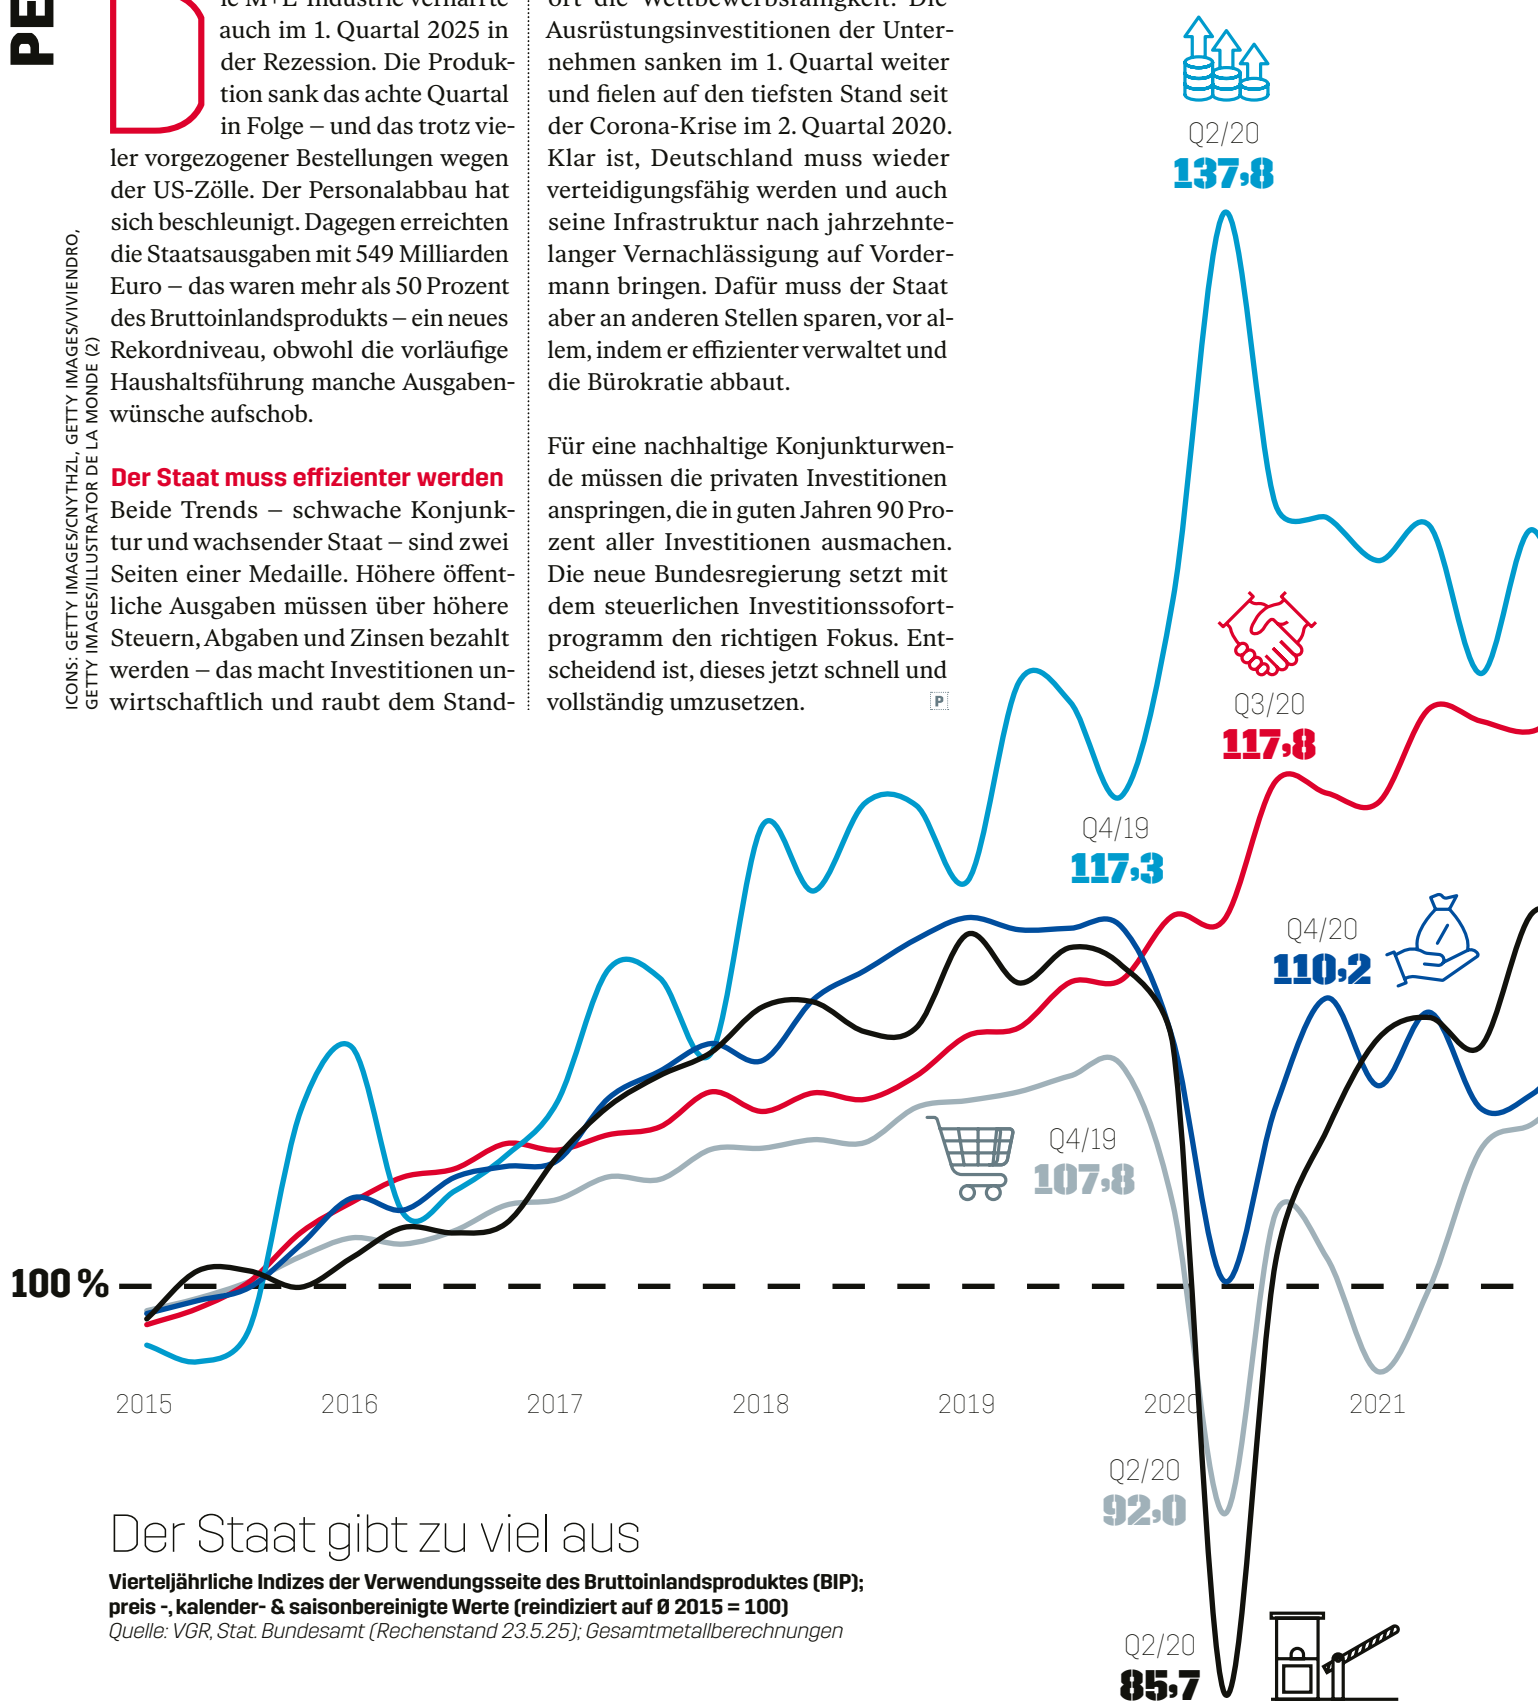 PE
auch im 1. Quartal 2025 in
der Rezession. Die Produk-
tion sank das achte Quartal
in Folge – und das trotz vie-
ler vorgezogener Bestellungen wegen
der US-Zölle. Der Personalabbau hat
sich beschleunigt. Dagegen erreichten
die Staatsausgaben mit 549 Milliarden
Euro – das waren mehr als 50 Prozent
des Bruttoinlandsprodukts – ein neues
Rekordniveau, obwohl die vorläufige
Haushaltsführung manche Ausgaben-
wünsche aufschob.
Der Staat muss effizienter werden
Beide Trends – schwache Konjunk-
tur und wachsender Staat – sind zwei
Seiten einer Medaille. Höhere öffent-
liche Ausgaben müssen über höhere
Steuern, Abgaben und Zinsen bezahlt
werden – das macht Investitionen un-
wirtschaftlich und raubt dem Stand-
ort die Wettbewerbsfähigkeit. Die
Ausrüstungsinvestitionen der Unter-
nehmen sanken im 1. Quartal weiter
und fielen auf den tiefsten Stand seit
der Corona-Krise im 2. Quartal 2020.
Klar ist, Deutschland muss wieder
verteidigungsfähig werden und auch
seine Infrastruktur nach jahrzehnte-
langer Vernachlässigung auf Vorder-
mann bringen. Dafür muss der Staat
aber an anderen Stellen sparen, vor al-
lem, indem er effizienter verwaltet und
die Bürokratie abbaut.
Für eine nachhaltige Konjunkturwen-
de müssen die privaten Investitionen
anspringen, die in guten Jahren 90 Pro-
zent aller Investitionen ausmachen.
Die neue Bundesregierung setzt mit
dem steuerlichen Investitionssofort-
programm den richtigen Fokus. Ent-
scheidend ist, dieses jetzt schnell und
vollständig umzusetzen.
P
ICONS: GETTY IMAGES/CNYTHZL, GETTY IMAGES/VIVIENDRO,
GETTY IMAGES/ILLUSTRATOR DE LA MONDE (2)
Q2/20
137,8
Q3/20
117,8
Q4/19
117,3
Q4/20
110,2
Q4/19
107,8
100 %
2015 2016 2017 2018 2019 2020 2021
Q2/20
92,0
Q2/20
85,7
Der Staat gibt zu viel aus
Vierteljährliche Indizes der Verwendungsseite des Bruttoinlandsproduktes (BIP);
preis -, kalender- & saisonbereinigte Werte (reindiziert auf Ø 2015 = 100)
Quelle: VGR, Stat. Bundesamt (Rechenstand 23.5.25); Gesamtmetallberechnungen